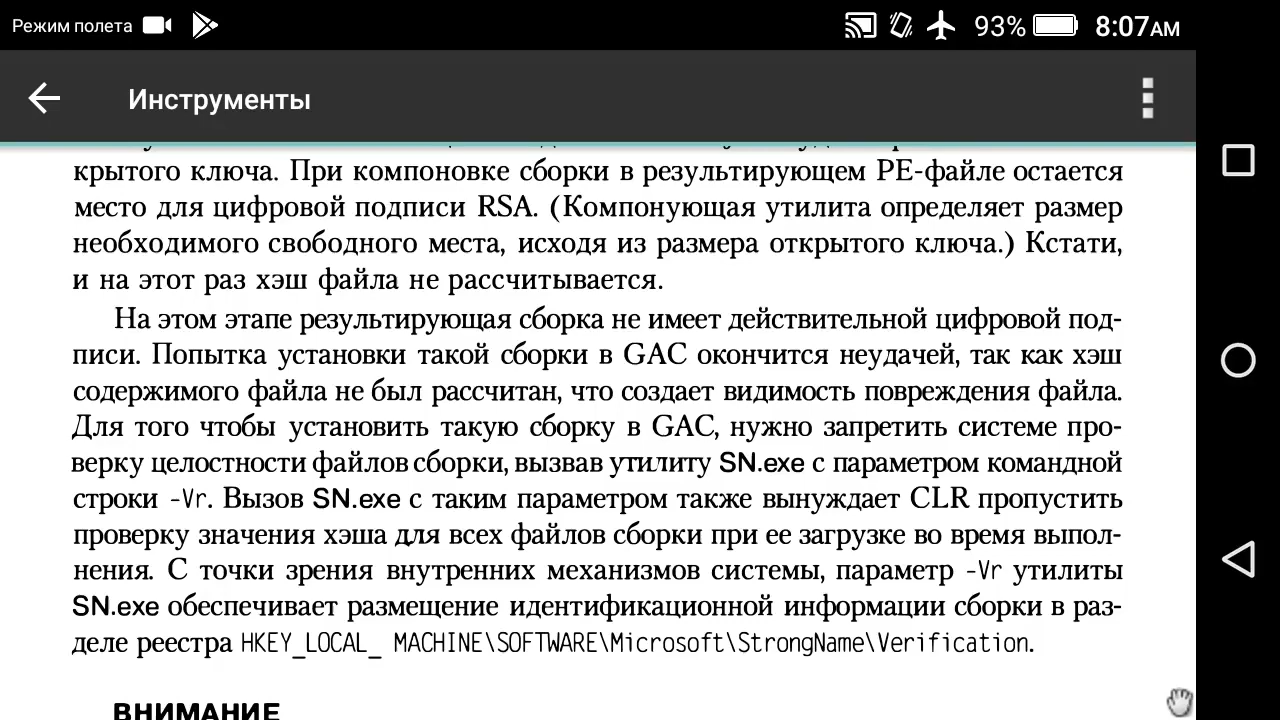 Режим полета
93%
8:07AM
Инструменты
крытого ключа. При компоновке сборки в результирующем PE-файле остается
место для цифровой подписи RSA. (Компонующая утилита определяет размер
необходимого свободного места, исходя из размера открытого ключа.) Кстати,
и на этот раз хэш файла не рассчитывается.
На этом этапе результирующая сборка не имеет действительной цифровой под-
писи. Попытка установки такой сборки в GAC окончится неудачей, так как хэш
содержимого файла не был рассчитан, что создает видимость повреждения файла.
Для того чтобы установить такую сборку в GAC, нужно запретить системе про-
верку целостности файлов сборки, вызвав утилиту SN.exe с параметром командной
строки -Vr. Вызов SN.exe с таким параметром также вынуждает CLR пропустить
проверку значения хэша для всех файлов сборки при ее загрузке во время выпол-
нения. С точки зрения внутренних механизмов системы, параметр -Vr утилиты
SN.exe обеспечивает размещение идентификационной информации сборки в раз-
деле реестра HKEY_LOCAL_ MACHINE\SOFTWARE\Microsoft\StrongName\Verification.
ВНИМАНИЕ